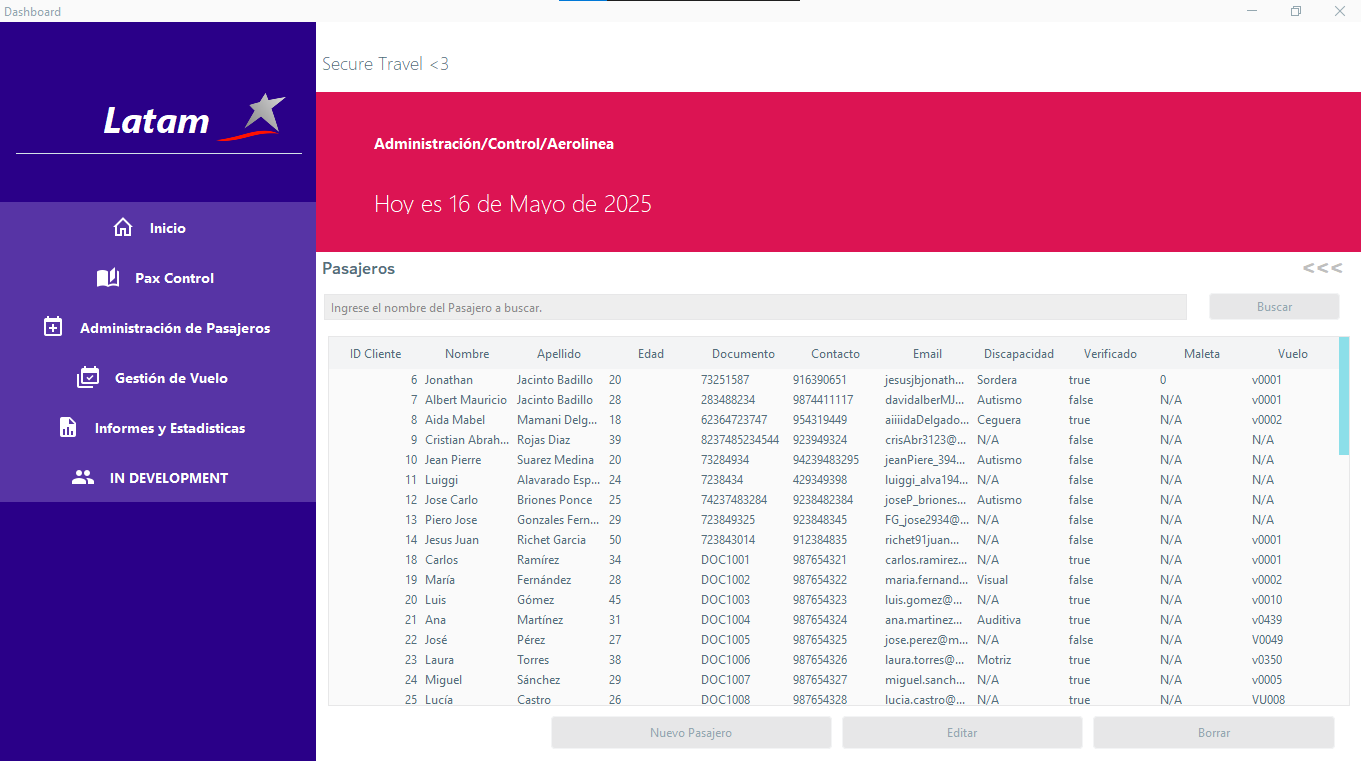 Dashboard
Secure Travel <3
Latam
Administración/Control/Aerolinea
Hoy es 16 de Mayo de 2025
Inicio
Pax Control
Administración de Pasajeros
Gestión de Vuelo
Informes y Estadisticas
IN DEVELOPMENT
Pasajeros <<<
Ingrese el nombre del Pasajero a buscar. Buscar
ID Cliente Nombre Apellido Edad Documento Contacto Email Discapacidad Verificado Maleta Vuelo
6 Jonathan Jacinto Badillo 20 73251587 916390651 jesusjbjonath... Sordera true 0 v0001
7 Albert Mauricio Jacinto Badillo 28 283488234 9874411117 davidalberMJ... Autismo false N/A v0001
8 Aida Mabel Mamani Delg... 18 62364723747 954319449 aiiiidaDelgado... Ceguera true N/A v0002
9 Cristian Abrah... Rojas Diaz 39 8237485234544 923949324 crisAbr3123@... N/A false N/A N/A
10 Jean Pierre Suarez Medina 20 73284934 94239483295 jeanPiere_394... Autismo false N/A N/A
11 Luiggi Alavarado Esp... 24 7238434 429349398 luiggi_alva194... N/A false N/A N/A
12 Jose Carlo Briones Ponce 25 74237483284 9238482384 joseP_briones... Autismo false N/A N/A
13 Piero Jose Gonzales Fern... 29 723849325 923848345 FG_jose2934@... N/A false N/A N/A
14 Jesus Juan Richet Garcia 50 723843014 912384835 richet91juan... N/A false N/A v0001
18 Carlos Ramírez 34 DOC1001 987654321 carlos.ramirez... N/A true N/A v0001
19 María Fernández 28 DOC1002 987654322 maria.fernand... Visual false N/A v0002
20 Luis Gómez 45 DOC1003 987654323 luis.gomez@... N/A true N/A v0010
21 Ana Martínez 31 DOC1004 987654324 ana.martinez... Auditiva true N/A v0439
22 José Pérez 27 DOC1005 987654325 jose.perez@m... N/A false N/A V0049
23 Laura Torres 38 DOC1006 987654326 laura.torres@... Motriz true N/A v0350
24 Miguel Sánchez 29 DOC1007 987654327 miguel.sanch... N/A true N/A v0005
25 Lucía Castro 26 DOC1008 987654328 lucia.castro@... N/A true N/A VU008
Nuevo Pasajero Editar Borrar